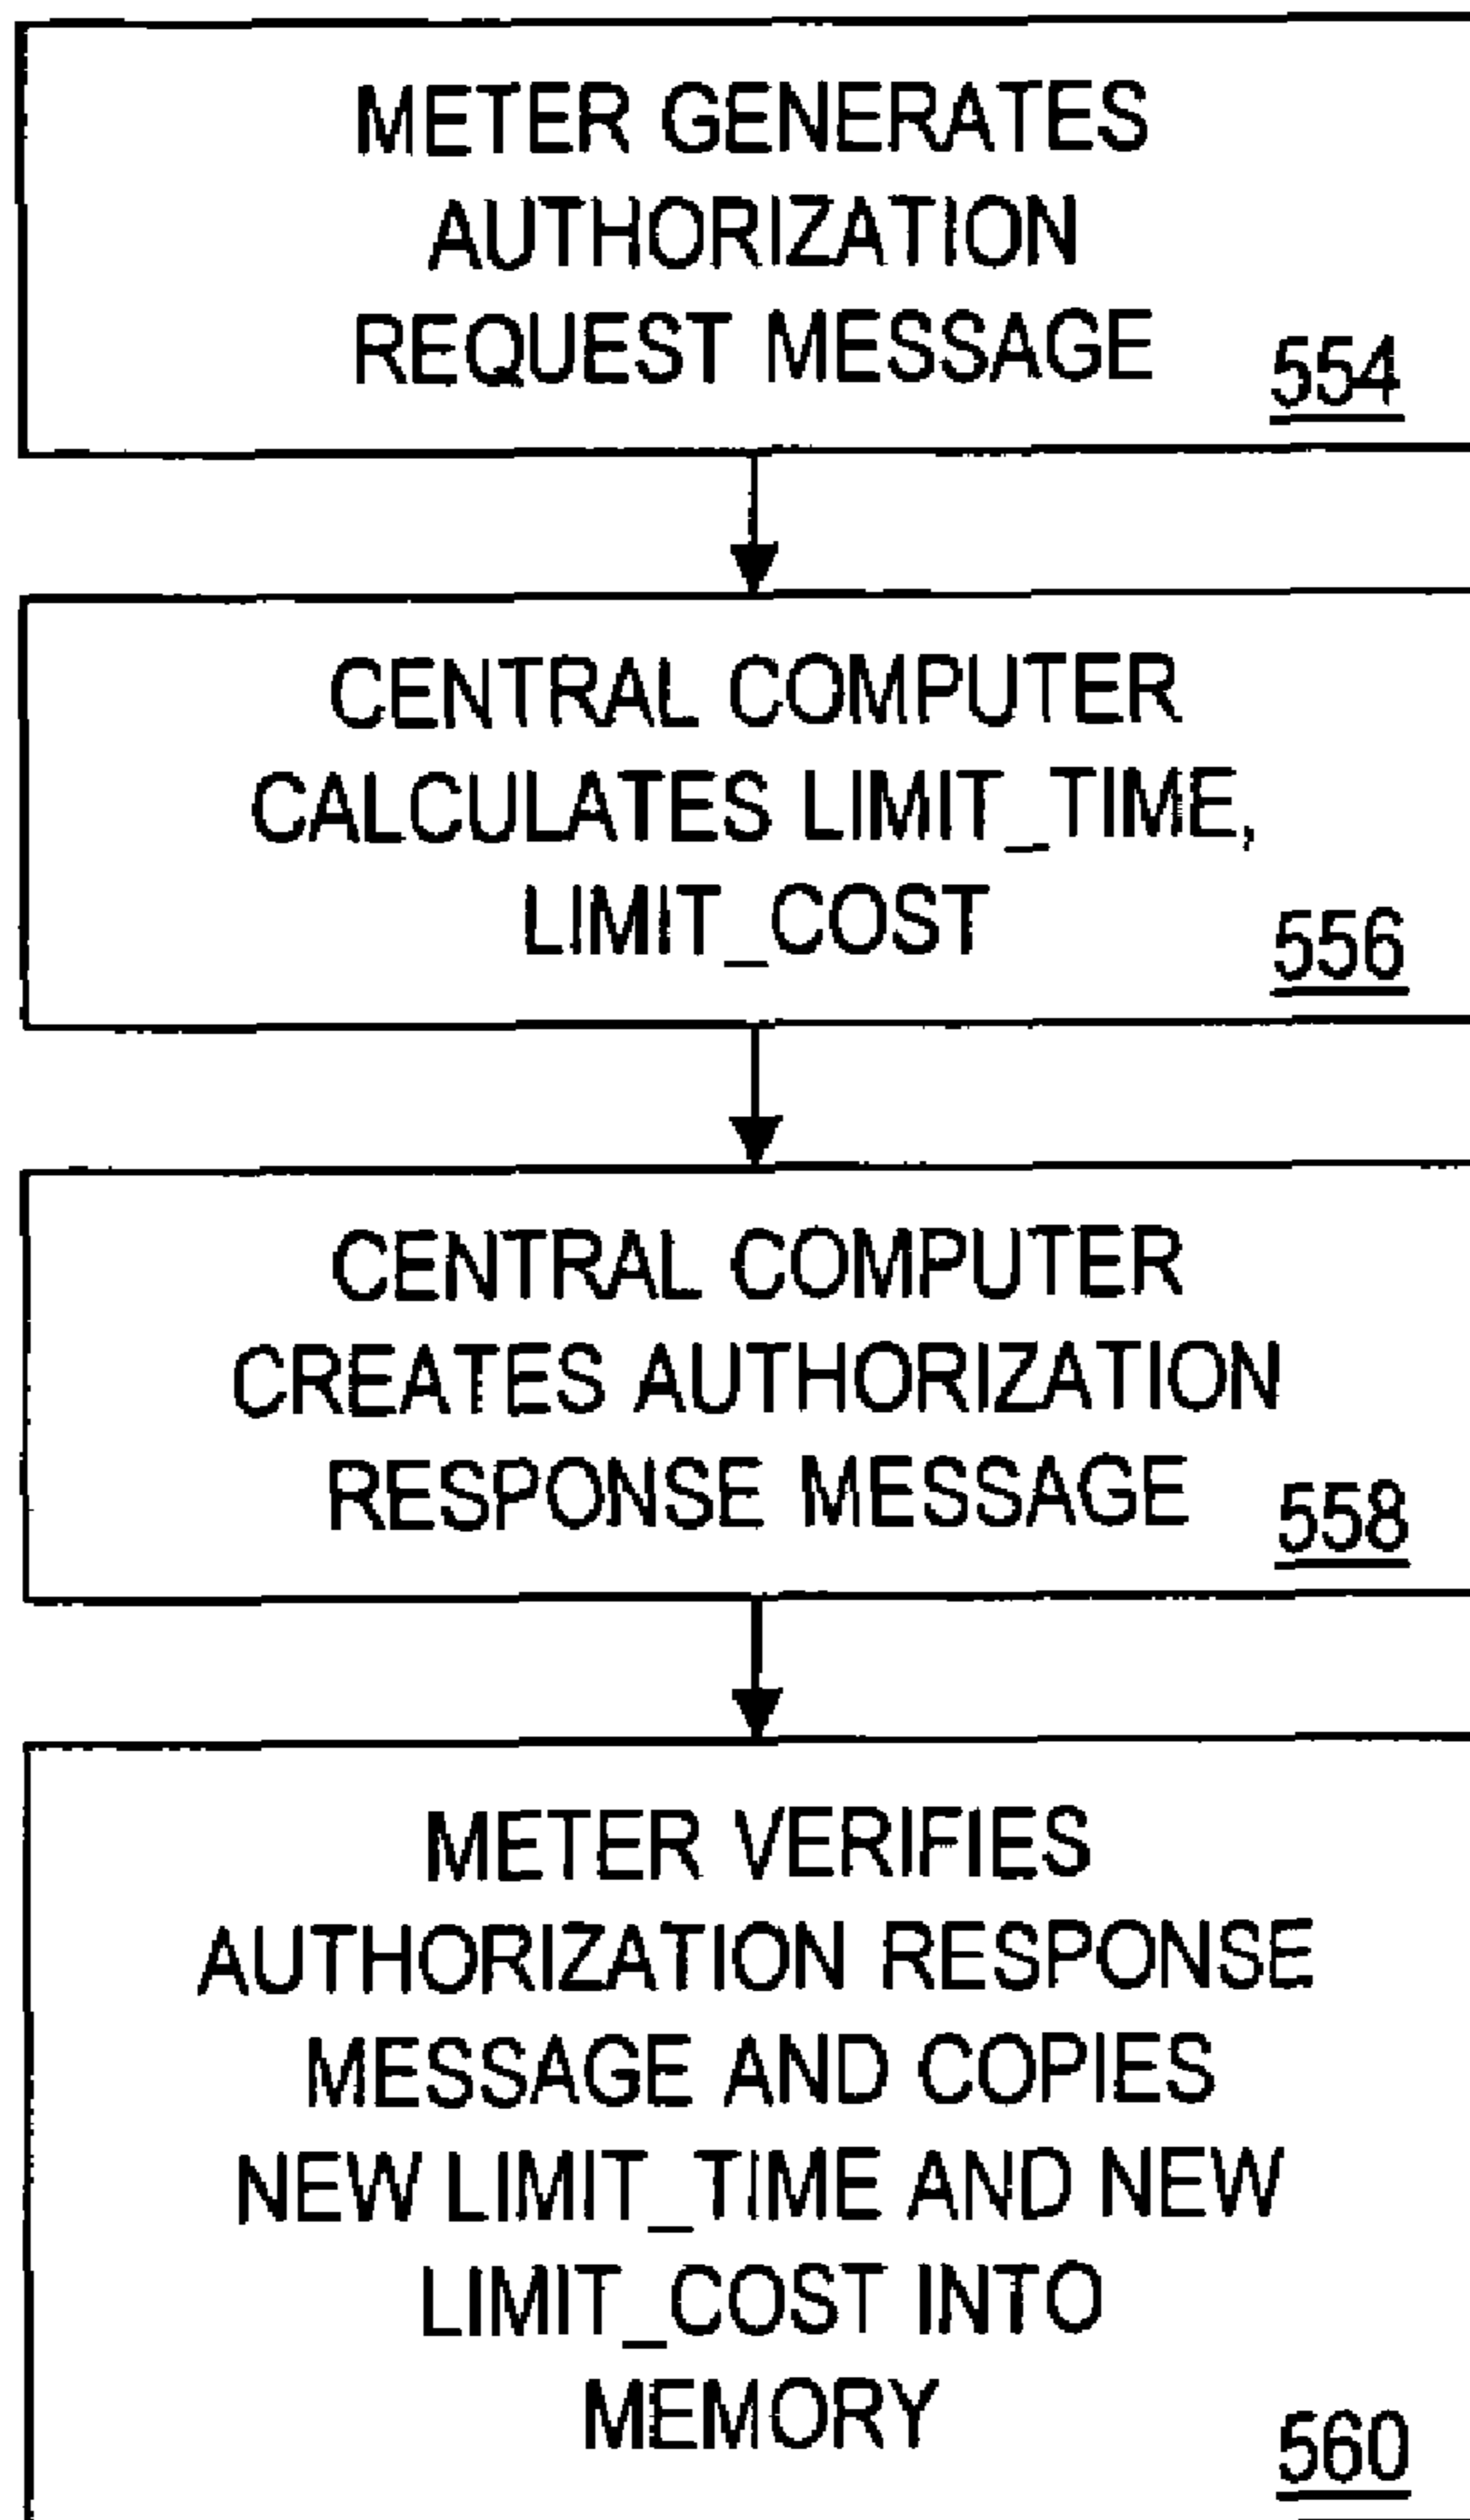 METER GENERATES
AUTHORIZATION
REQUEST MESSAGE
554
CENTRAL COMPUTER
CALCULATES LIMIT_TIME,
LIMIT_COST
556
CENTRAL COMPUTER
CREATES AUTHORIZATION
RESPONSE MESSAGE
558
METER VERIFIES
AUTHORIZATION RESPONSE
MESSAGE AND COPIES
NEW LIMIT_TIME AND NEW
LIMIT_COST INTO
MEMORY
560